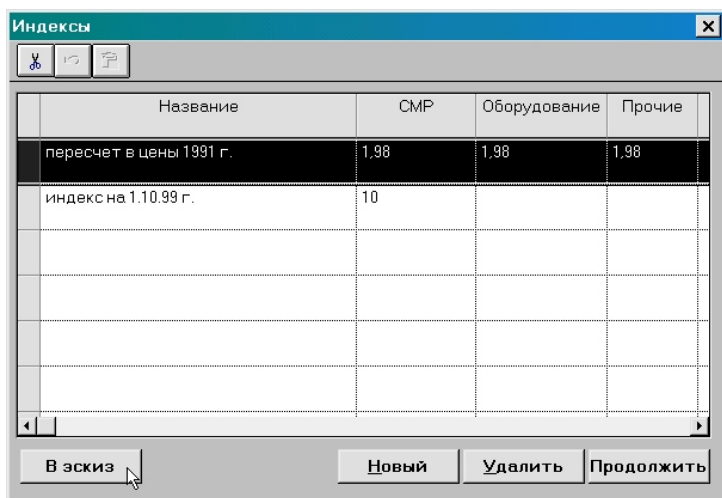 Индексы
Название СМР Оборудование Прочие
пересчет в цены 1991 г. 1,98 1,98 1,98
индекс на 1.10.99 г. 10
В эскиз Новый Удалить Продолжить